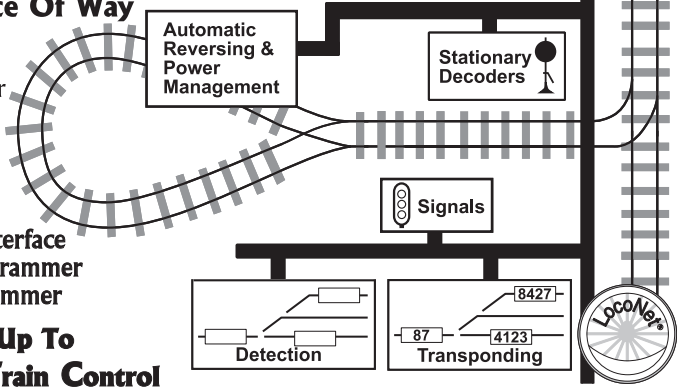 ce Of Way
Automatic
Reversing &
Power
Management
Stationary
Decoders
r
Signals
terface
rammer
mmer
8427
87
4123
Detection
Transponding
LocoNet®
Up To
Train Control